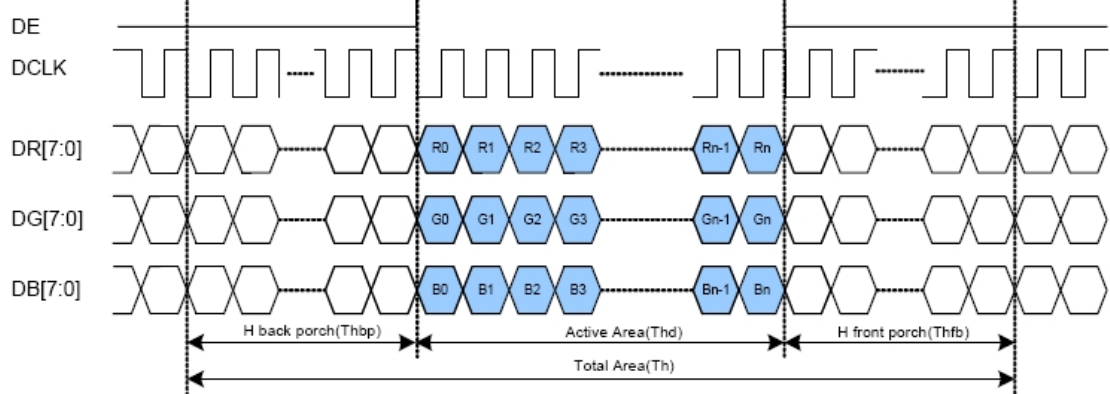 DE
DCLK
DR[7:0] R0 R1 R2 R3 Rn-1 Rn
DG[7:0] G0 G1 G2 G3 Gn-1 Gn
DB[7:0] B0 B1 B2 B3 Bn-1 Bn
H back porch(Thbp) Active Area(Thd) H front porch(Thfb)
Total Area(Th)